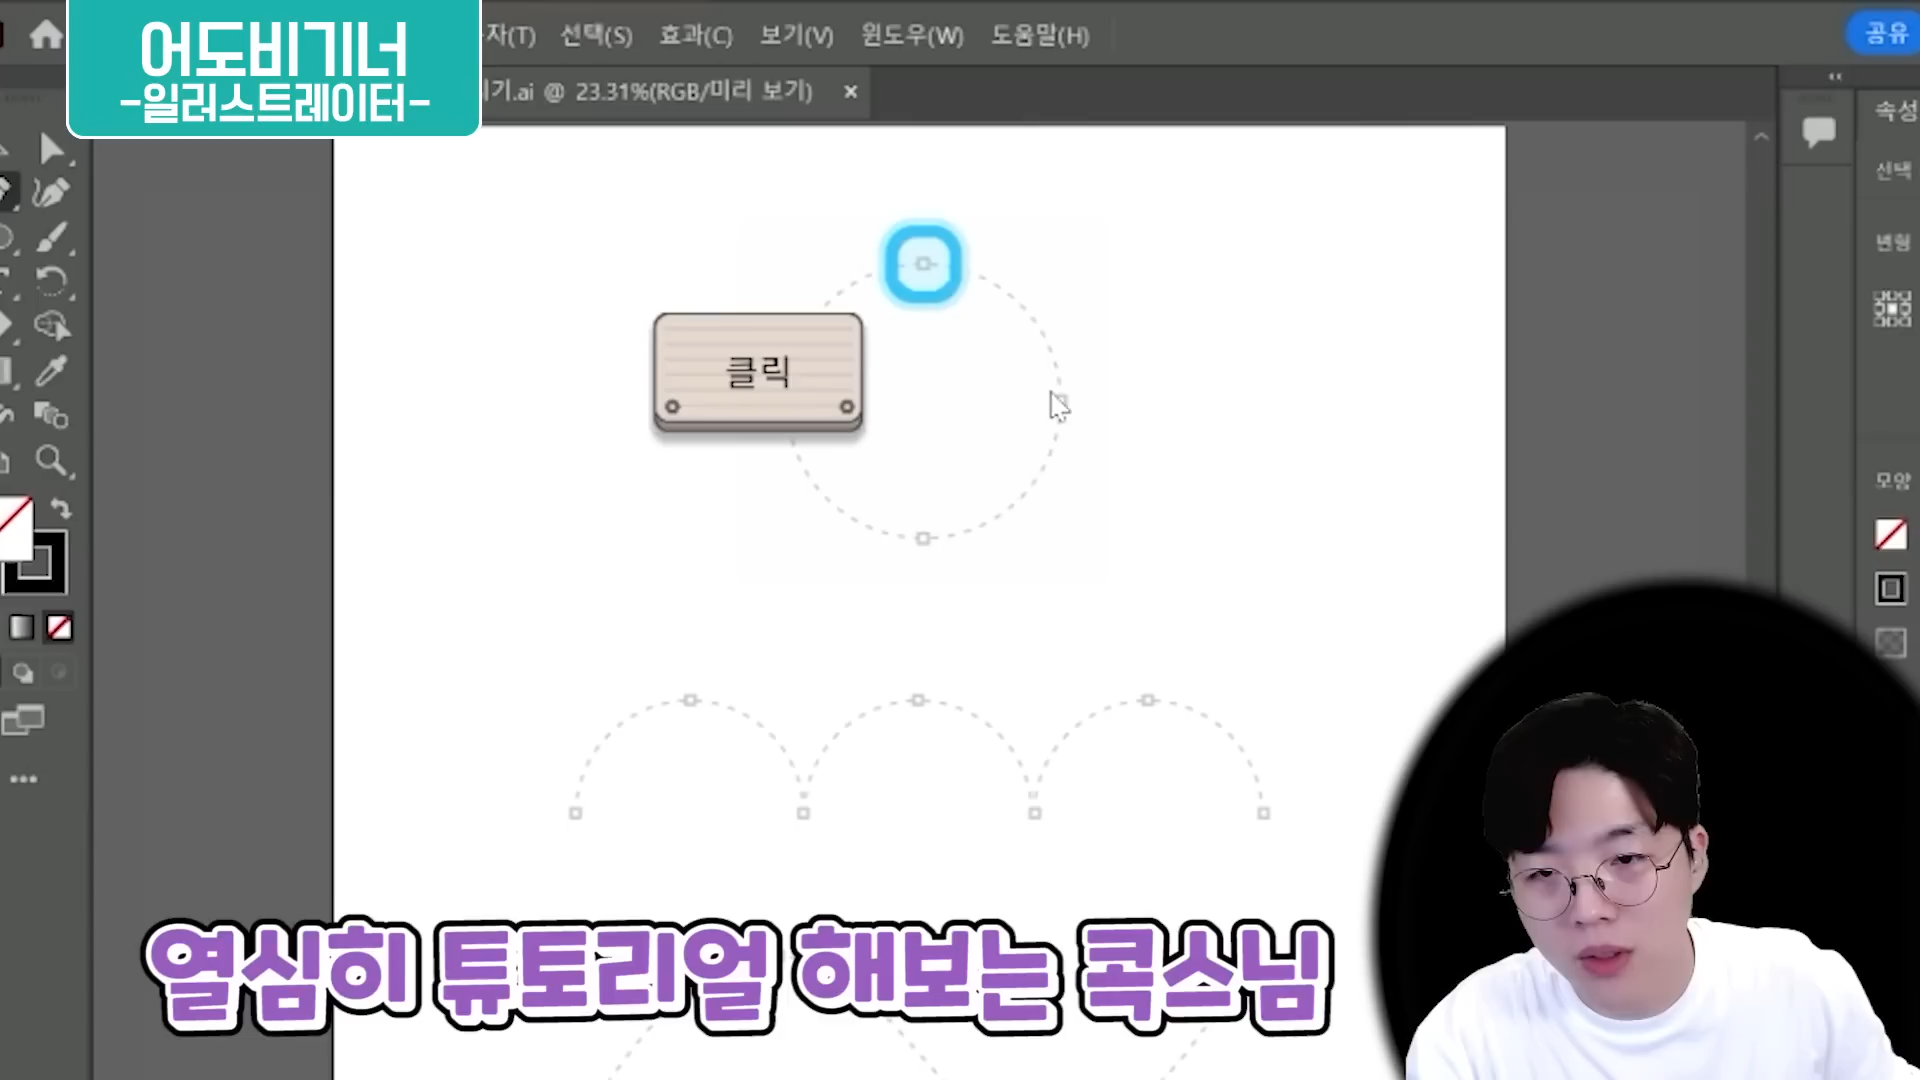 어도비기너
-일러스트레이터-
자(T) 선택(S) 효과(C) 보기(V) 윈도우(W) 도움말(H)
공유
기.ai @ 23.31%(RGB/미리 보기) ×
속성
선택
변형
클릭
모양
열심히 튜토리얼 해보는 콕스님